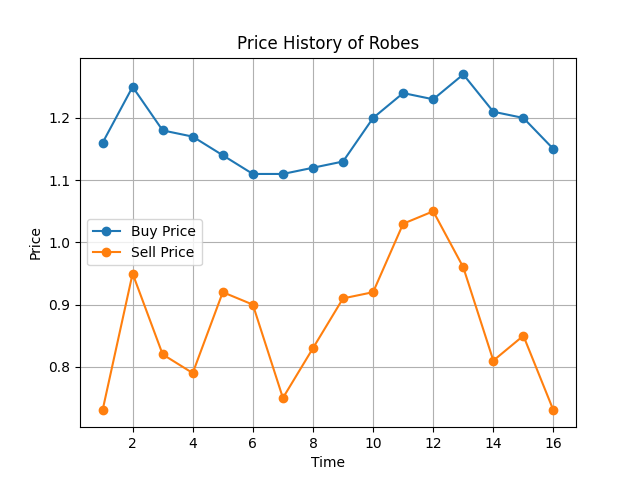 Price History of Robes
Price
1.2
1.1
1.0
0.9
0.8
Buy Price
Sell Price
2 4 6 8 10 12 14 16
Time